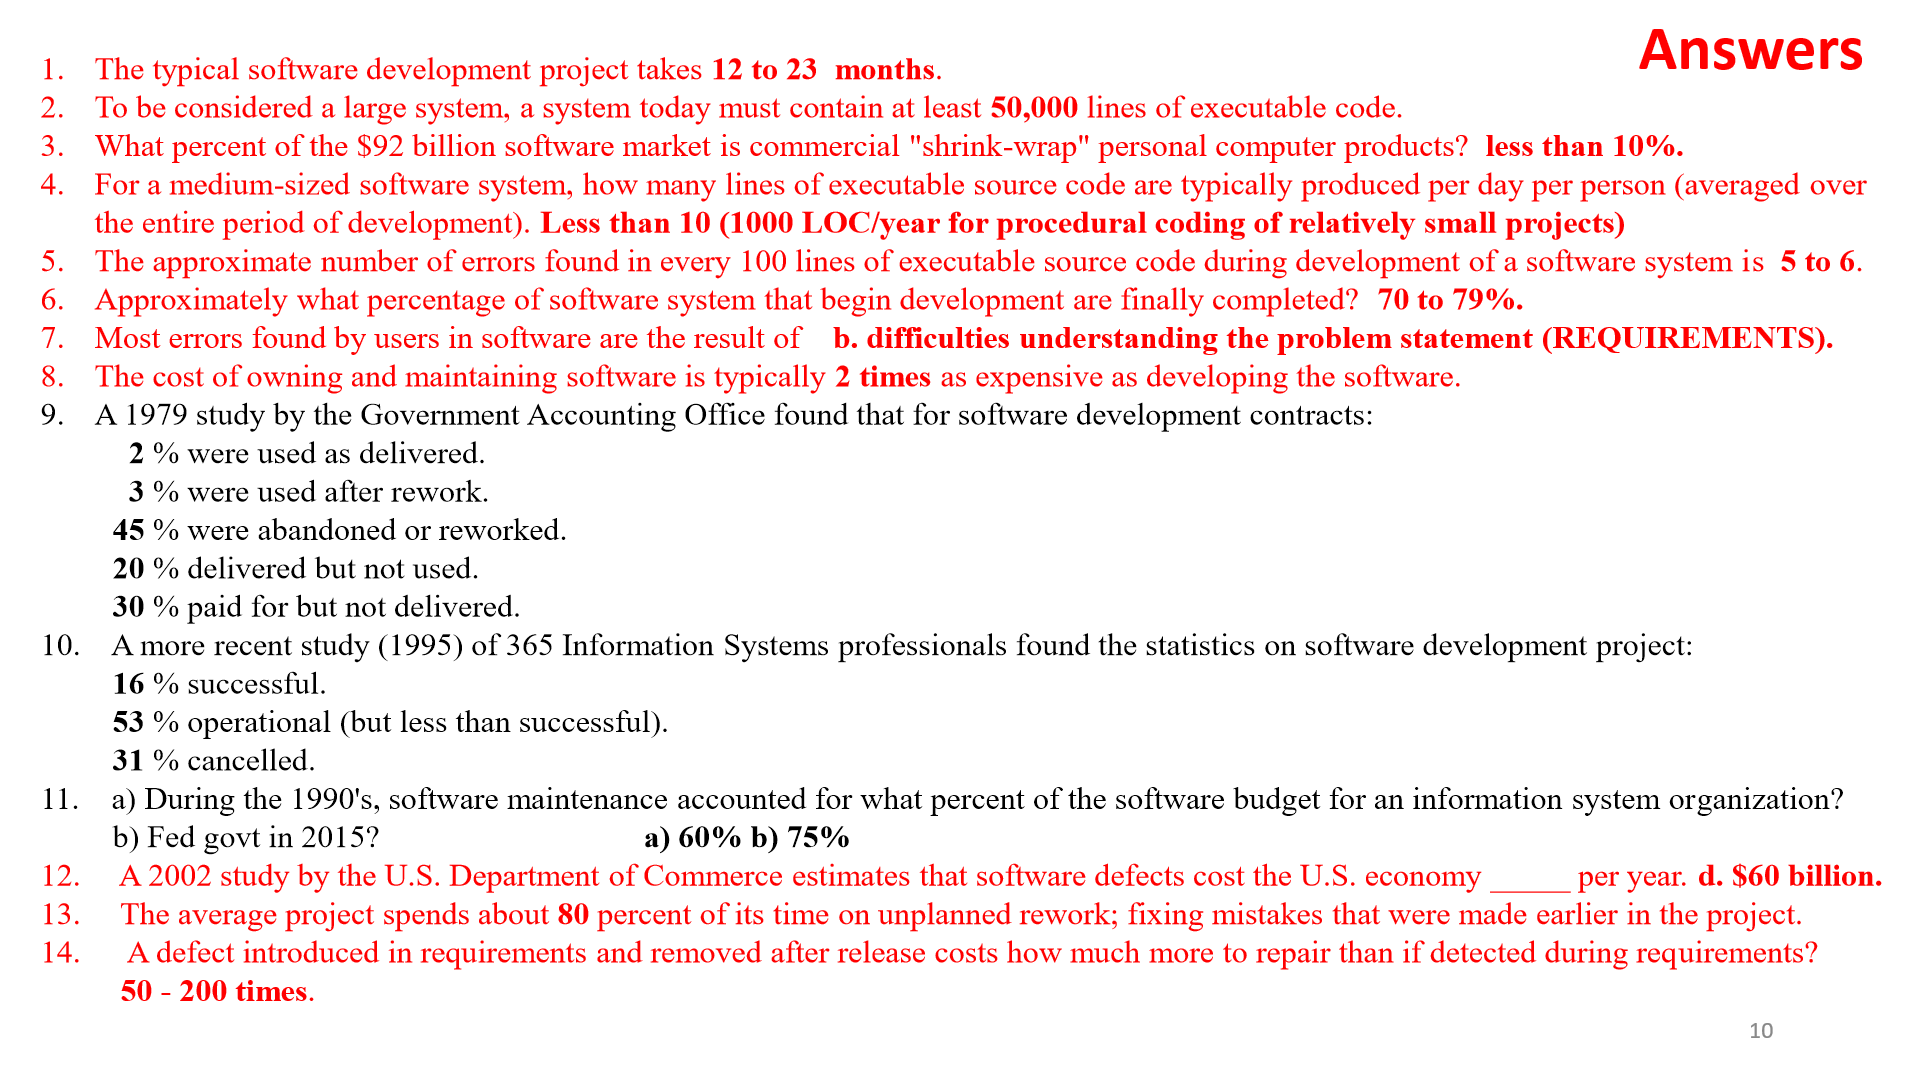 Answers
1. The typical software development project takes 12 to 23 months.
2. To be considered a large system, a system today must contain at least 50,000 lines of executable code.
3. What percent of the $92 billion software market is commercial "shrink-wrap" personal computer products? less than 10%.
4. For a medium-sized software system, how many lines of executable source code are typically produced per day per person (averaged over
the entire period of development). Less than 10 (1000 LOC/year for procedural coding of relatively small projects)
5. The approximate number of errors found in every 100 lines of executable source code during development of a software system is 5 to 6.
6. Approximately what percentage of software system that begin development are finally completed? 70 to 79%.
7. Most errors found by users in software are the result of b. difficulties understanding the problem statement (REQUIREMENTS).
8. The cost of owning and maintaining software is typically 2 times as expensive as developing the software.
9. A 1979 study by the Government Accounting Office found that for software development contracts:
2 % were used as delivered.
3 % were used after rework.
45 % were abandoned or reworked.
20 % delivered but not used.
30 % paid for but not delivered.
10. A more recent study (1995) of 365 Information Systems professionals found the statistics on software development project:
16 % successful.
53 % operational (but less than successful).
31 % cancelled.
11. a) During the 1990's, software maintenance accounted for what percent of the software budget for an information system organization?
b) Fed govt in 2015? a) 60% b) 75%
12. A 2002 study by the U.S. Department of Commerce estimates that software defects cost the U.S. economy _____ per year. d. $60 billion.
13. The average project spends about 80 percent of its time on unplanned rework; fixing mistakes that were made earlier in the project.
14. A defect introduced in requirements and removed after release costs how much more to repair than if detected during requirements?
50 - 200 times.
10